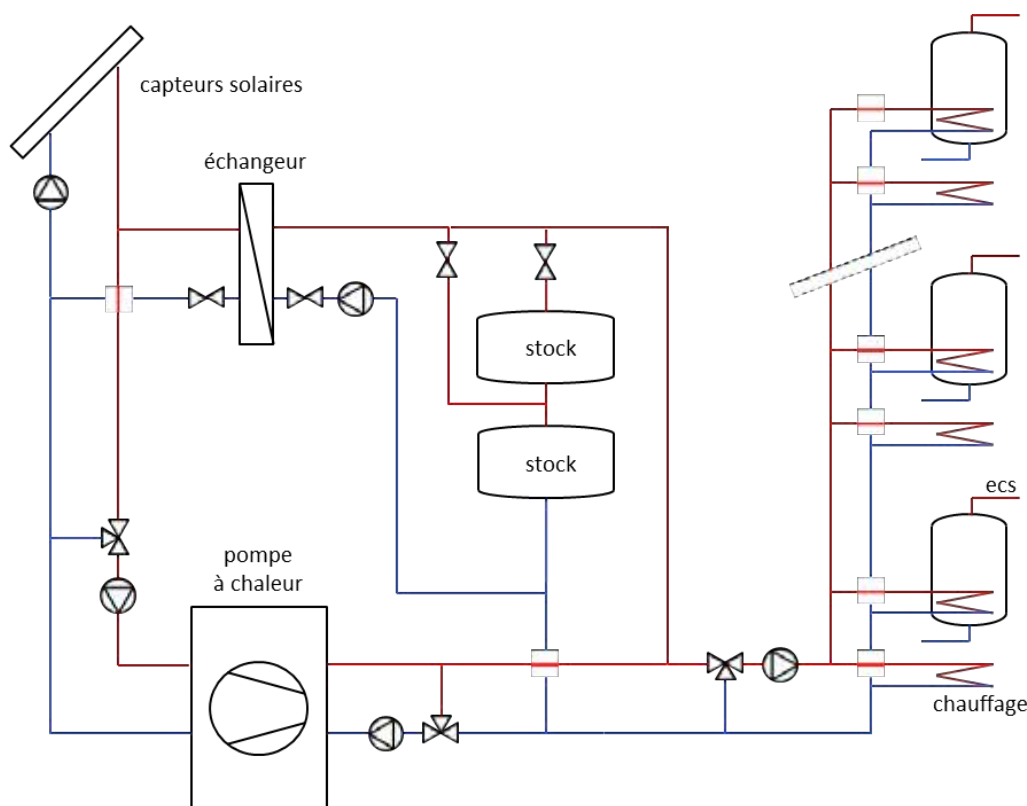 capteurs solaires
échangeur
stock
stock
ecs
pompe
à chaleur
chauffage